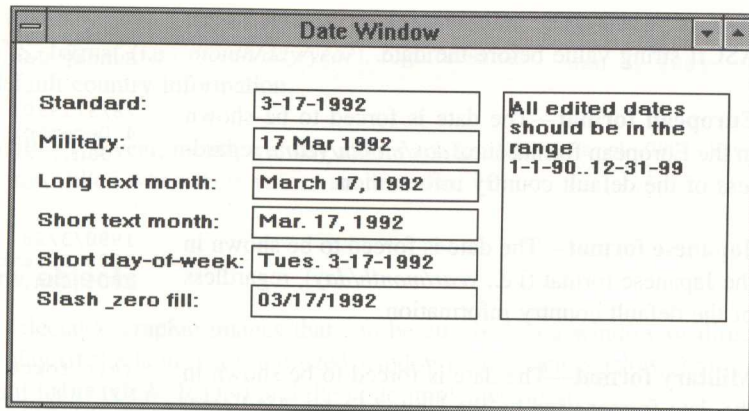 Date Window
Standard: 3-17-1992
Military: 17 Mar 1992
Long text month: March 17, 1992
Short text month: Mar. 17, 1992
Short day-of-week: Tues. 3-17-1992
Slash _zero fill: 03/17/1992
All edited dates
should be in the
range
1-1-90..12-31-99